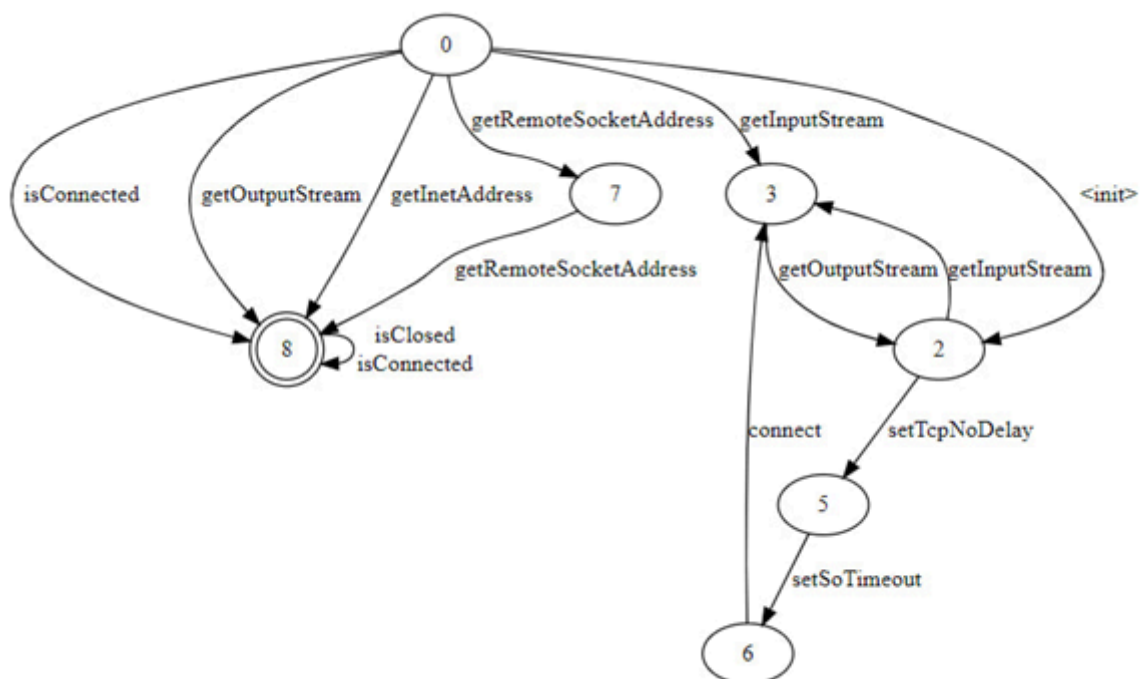 0
getRemoteSocketAddress
getInputStream
isConnected
getOutputStream
getInetAddress
7
3
<init>
getRemoteSocketAddress
getOutputStream
getInputStream
8
isClosed
isConnected
2
connect
setTcpNoDelay
5
setSoTimeout
6